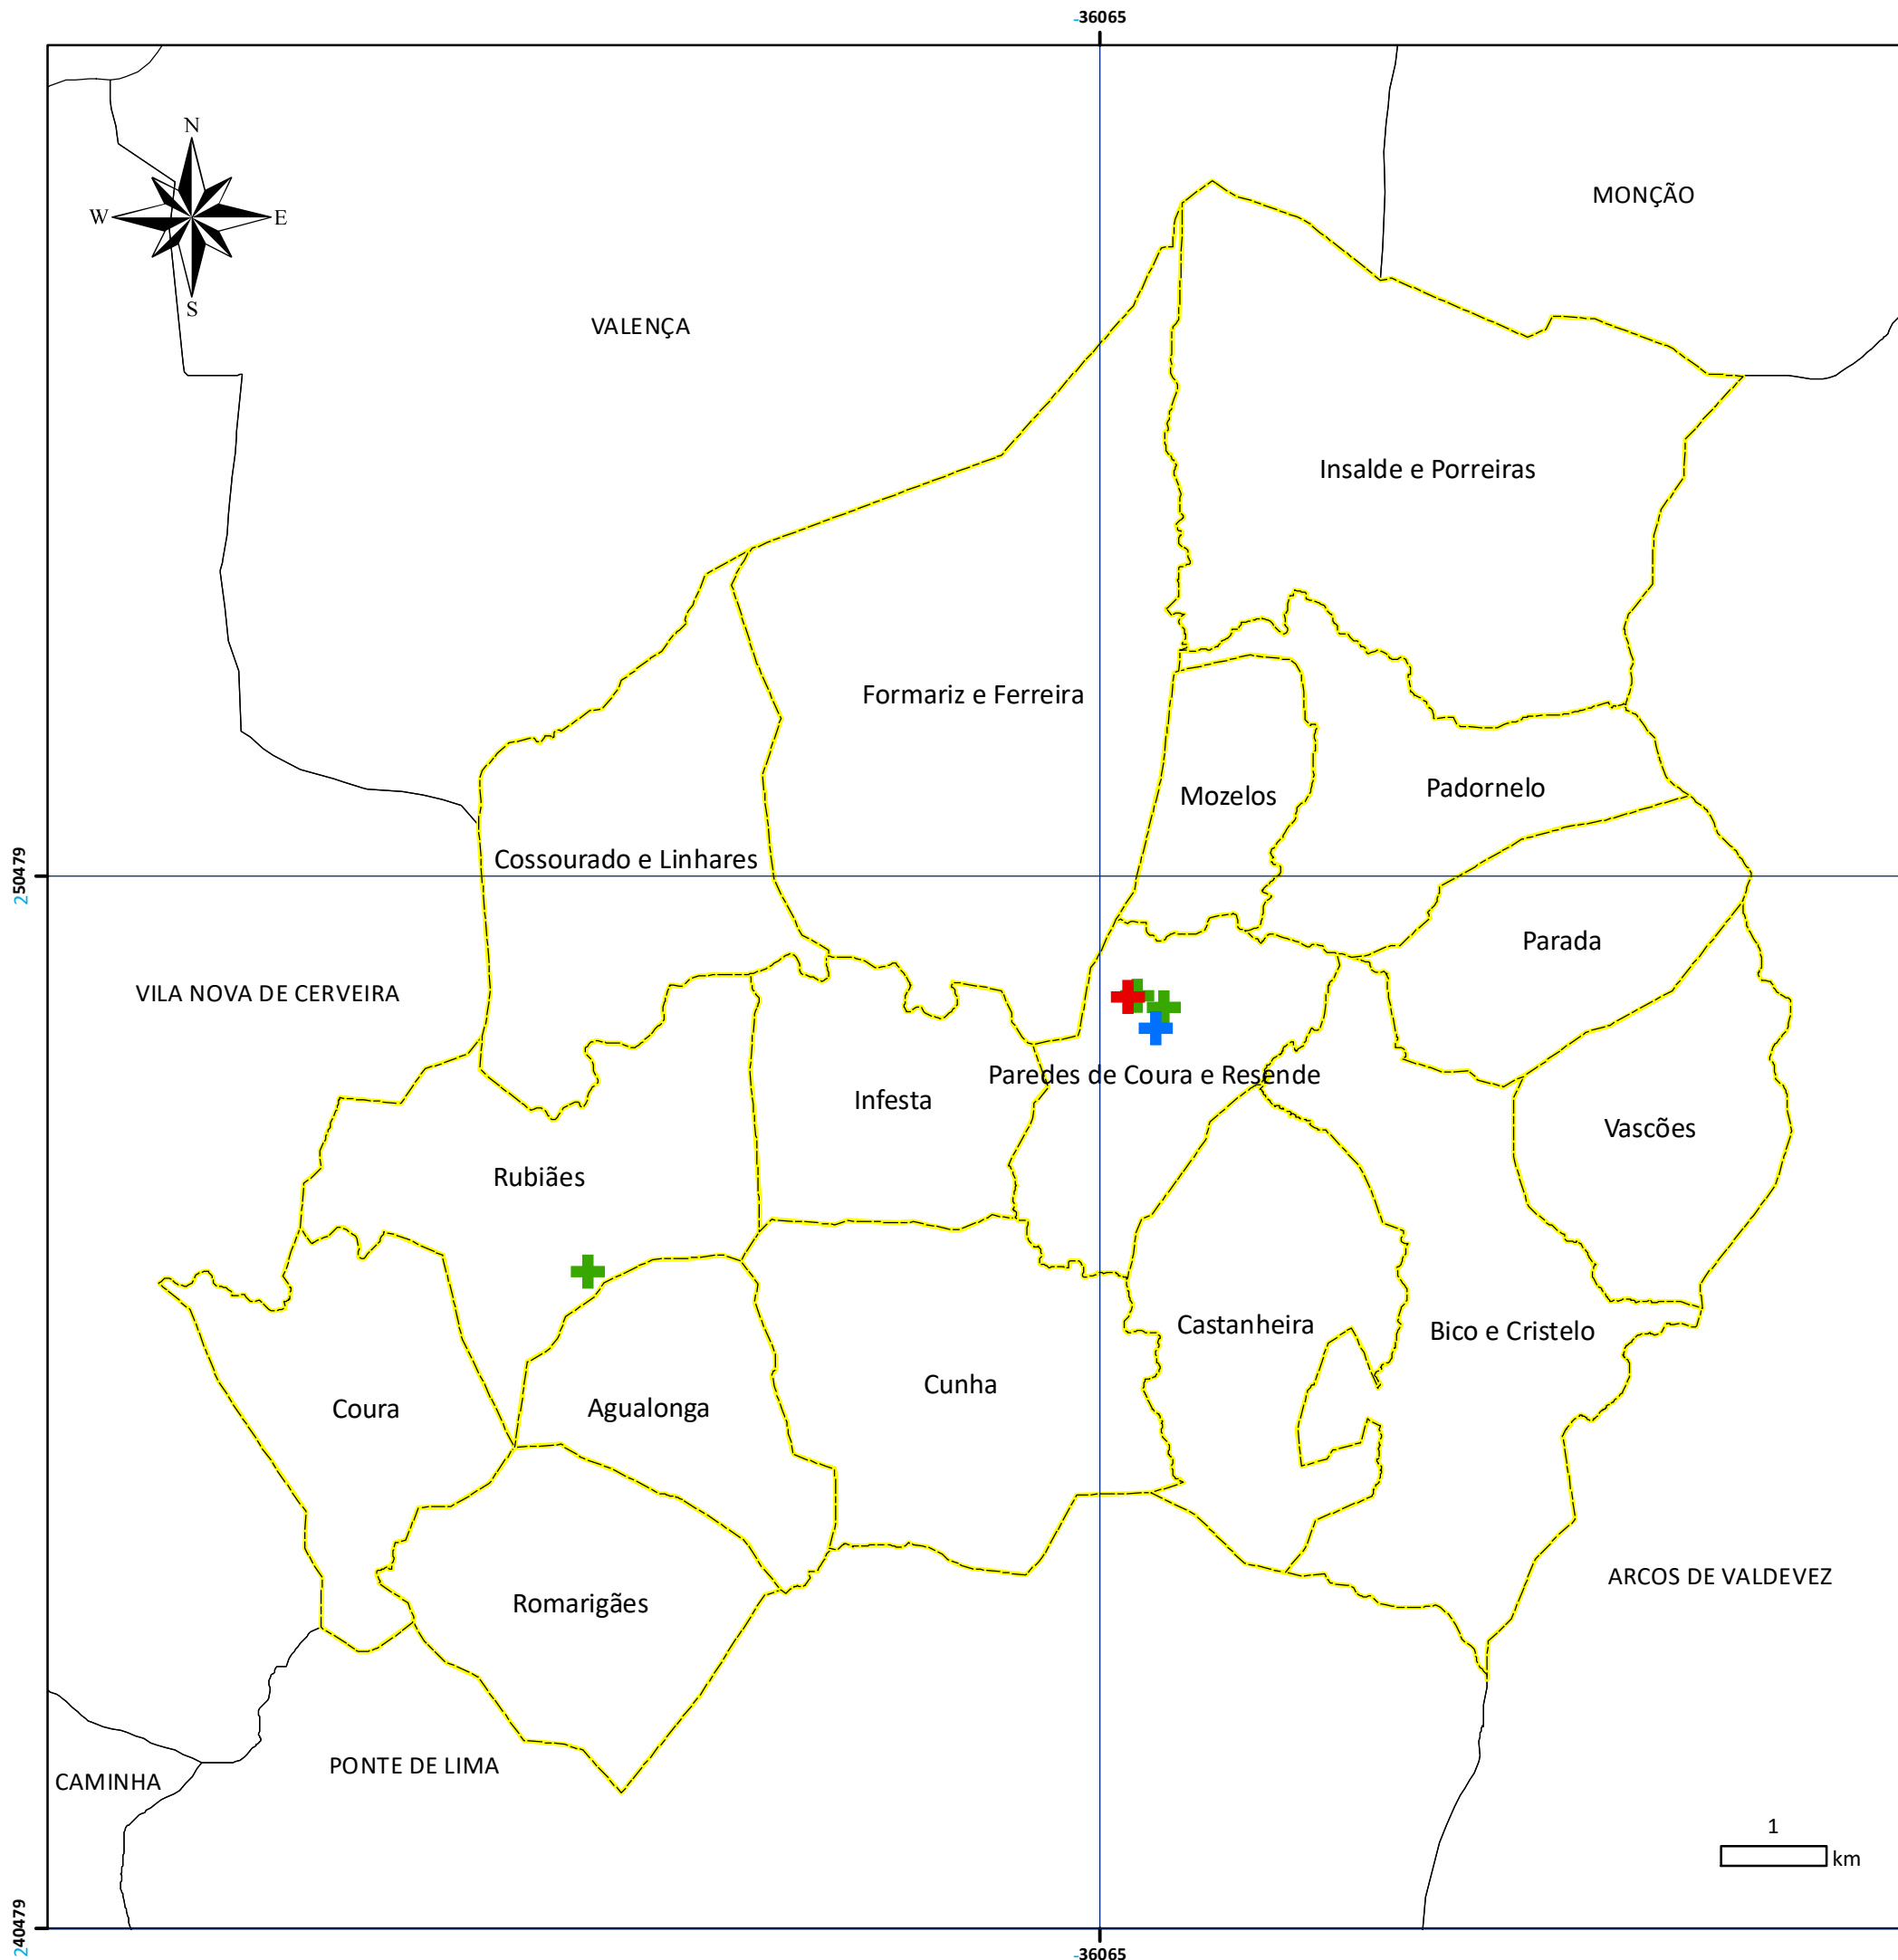 -36065
N
W E
S
MONÇÃO
VALENÇA
Insalde e Porreiras
Formariz e Ferreira
Padornelo
Mozelos
Cossourado e Linhares
250479
Parada
VILA NOVA DE CERVEIRA
Paredes de Coura e Resende
Infesta
Vascões
Rubiães
Castanheira
Bico e Cristelo
Cunha
Agualonga
Coura
ARCOS DE VALDEVEZ
Romarigães
PONTE DE LIMA
CAMINHA
1
km
240479
-36065